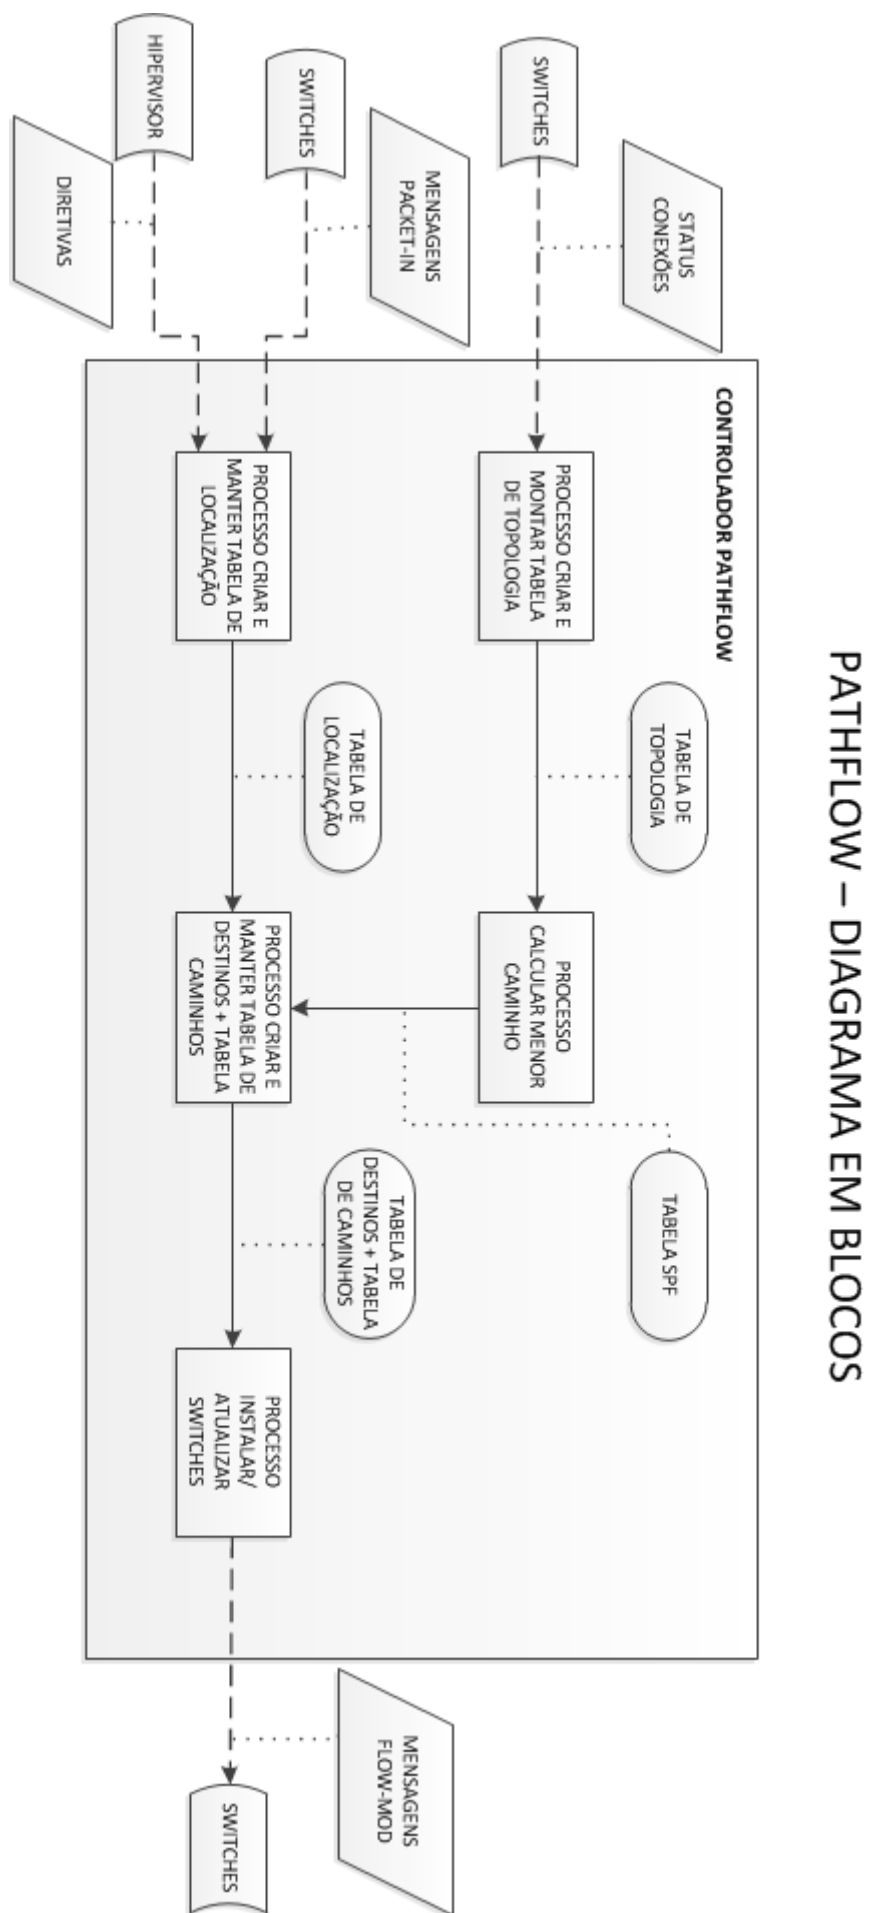 PATHFLOW – DIAGRAMA EM BLOCOS
STATUS
CONEXÕES
SWITCHES
MENSAGENS
PACKET-IN
SWITCHES
HIPERVISOR
DIRETIVAS
CONTROLADOR PATHFLOW
PROCESSO CRIAR E
MONTAR TABELA
DE TOPOLOGIA
TABELA DE
TOPOLOGIA
PROCESSO
CALCULAR MENOR
CAMINHO
TABELA SPF
PROCESSO CRIAR E
MANTER TABELA DE
LOCALIZAÇÃO
TABELA DE
LOCALIZAÇÃO
PROCESSO CRIAR E
MANTER TABELA DE
DESTINOS + TABELA
CAMINHOS
TABELA DE
DESTINOS + TABELA
DE CAMINHOS
PROCESSO
INSTALAR/
ATUALIZAR
SWITCHES
MENSAGENS
FLOW-MOD
SWITCHES